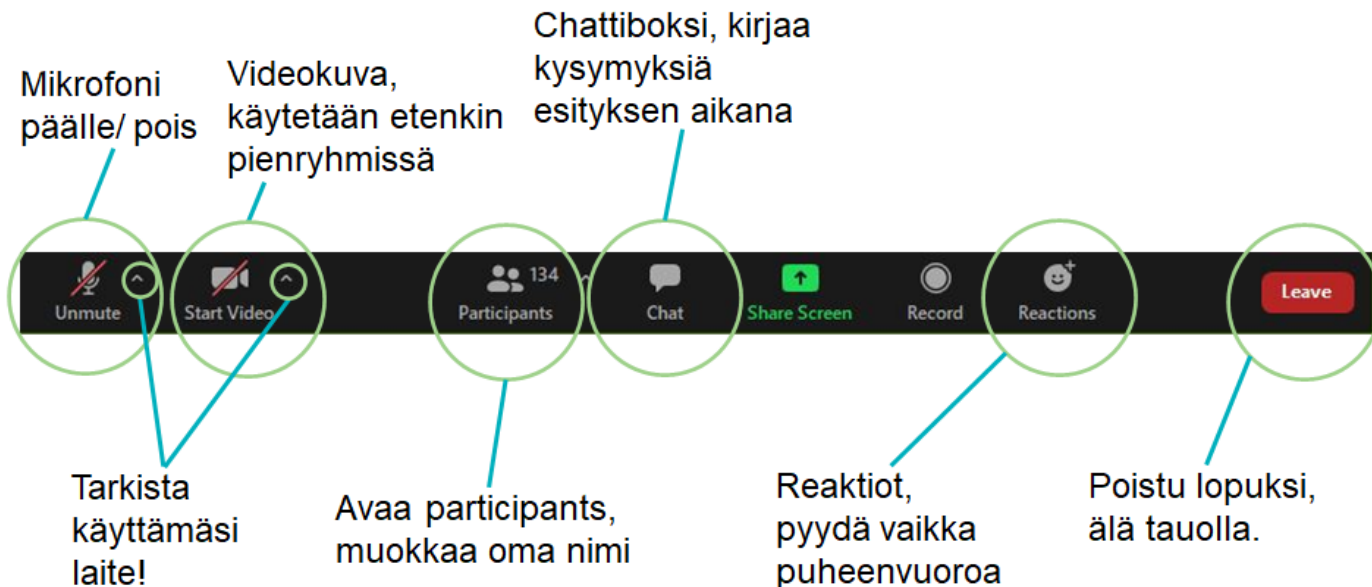 Mikrofoni
päälle/ pois
Videokuva,
käytetään etenkin
pienryhmissä
Chattiboksi, kirjaa
kysymyksiä
esityksen aikana
Unmute
Start Video
134
Participants
Chat
Share Screen
Record
Reactions
Leave
Tarkista
käyttämäsi
laite!
Avaa participants,
muokkaa oma nimi
Reaktiot,
pyydä vaikka
puheenvuoroa
Poistu lopuksi,
älä tauolla.